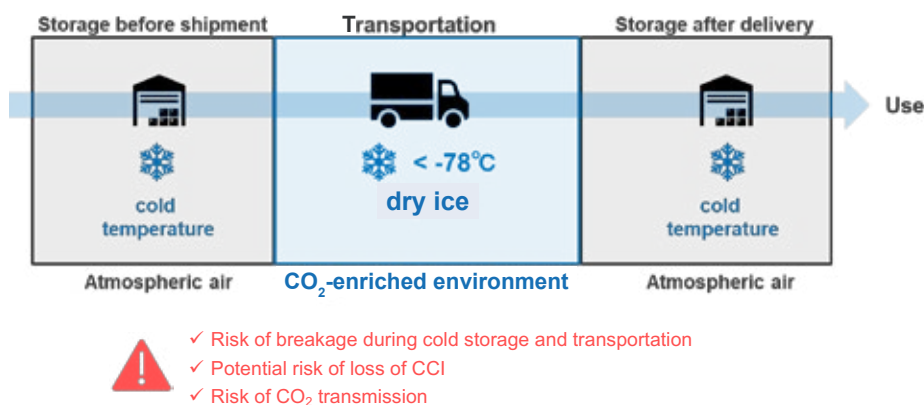 Storage before shipment
Transportation
Storage after delivery
Use
< -78°C
dry ice
cold
temperature
cold
temperature
Atmospheric air
CO₂-enriched environment
Atmospheric air
✓ Risk of breakage during cold storage and transportation
✓ Potential risk of loss of CCI
✓ Risk of CO₂ transmission